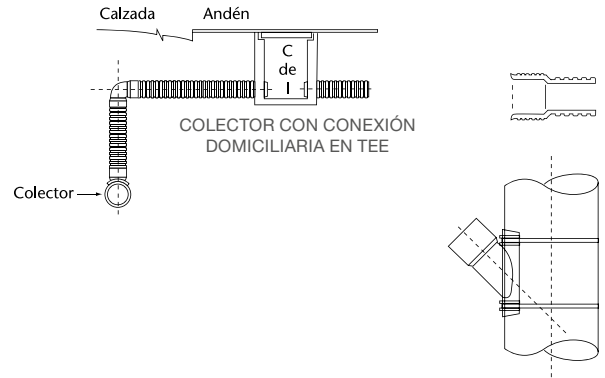 Calzada
Andén
C
de
I
COLECTOR CON CONEXIÓN
DOMICILIARIA EN TEE
Colector